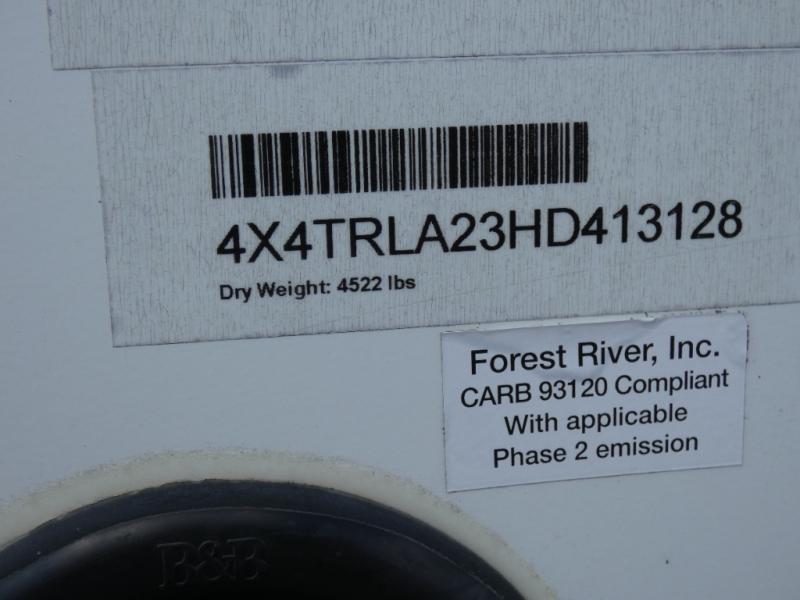 4X4TRLA23HD413128
Dry Weight: 4522 lbs
Forest River, Inc.
CARB 93120 Compliant
With applicable
Phase 2 emission
B&B